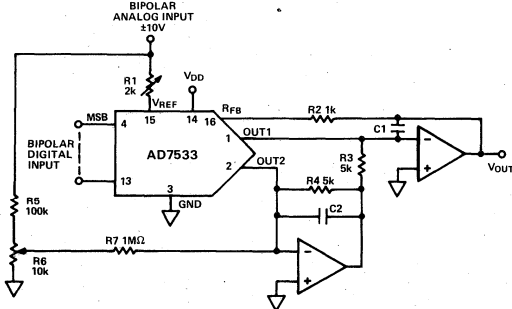 BIPOLAR
ANALOG INPUT
±10V
R1
2k
VREF
VDD
15
14
16
RFB
R2 1k
C1
MSB
4
BIPOLAR
DIGITAL
INPUT
13
AD7533
1
OUT1
2
OUT2
3
GND
R3
5k
R4 5k
C2
VOUT
R5
100k
R6
10k
R7 1MΩ